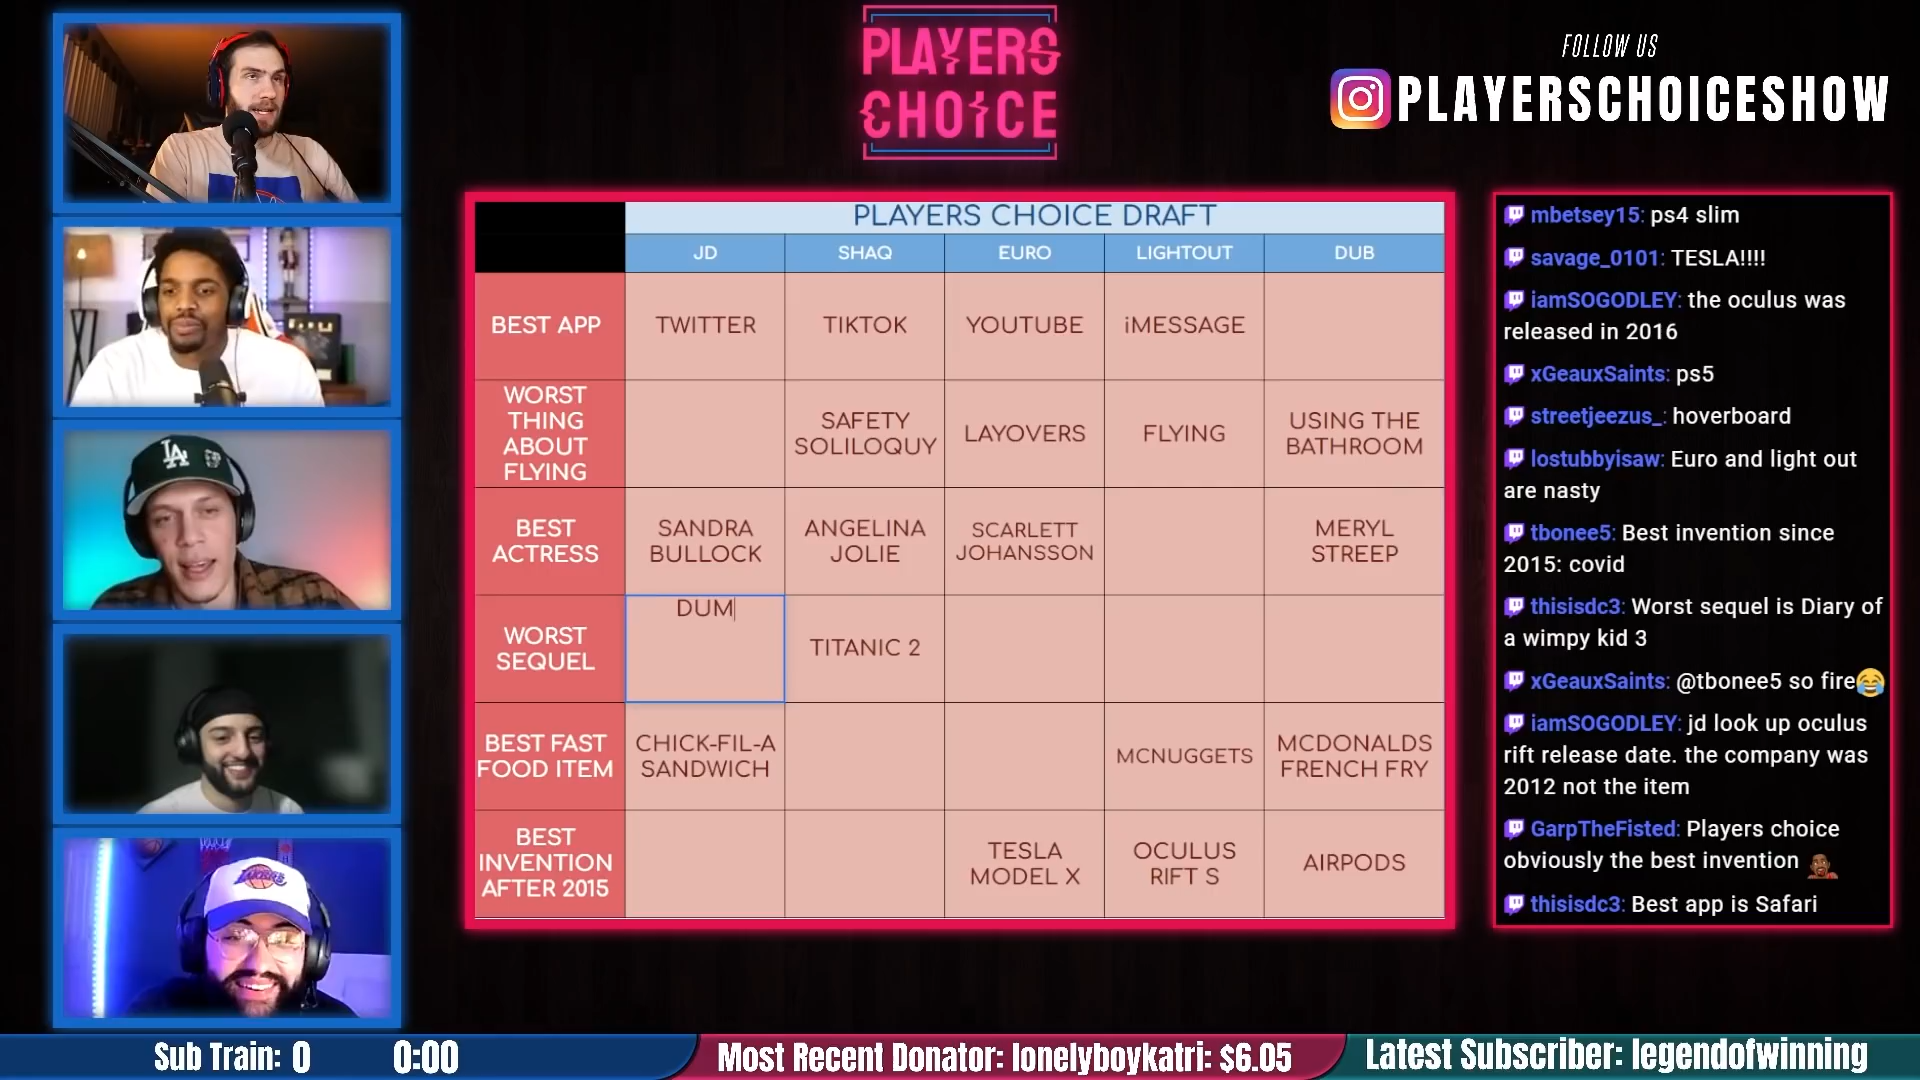 PLAYERS
CHOICE
FOLLOW US
PLAYERSCHOICESHOW
PLAYERS CHOICE DRAFT
JD SHAQ EURO LIGHTOUT DUB
BEST APP TWITTER TIKTOK YOUTUBE iMESSAGE
WORST
THING
ABOUT
FLYING
SAFETY
SOLILOQUY
LAYOVERS
FLYING
USING THE
BATHROOM
BEST
ACTRESS
SANDRA
BULLOCK
ANGELINA
JOLIE
SCARLETT
JOHANSSON
MERYL
STREEP
WORST
SEQUEL
DUM
TITANIC 2
BEST FAST
FOOD ITEM
CHICK-FIL-A
SANDWICH
MCNUGGETS
MCDONALDS
FRENCH FRY
BEST
INVENTION
AFTER 2015
TESLA
MODEL X
OCULUS
RIFT S
AIRPODS
mbetsey15: ps4 slim
savage_0101: TESLA!!!!
iamSOGODLEY: the oculus was
released in 2016
xGeauxSaints: ps5
streetjeezus_: hoverboard
lostubbyisaw: Euro and light out
are nasty
tbonee5: Best invention since
2015: covid
thisisdc3: Worst sequel is Diary of
a wimpy kid 3
xGeauxSaints: @tbonee5 so fire😂
iamSOGODLEY: jd look up oculus
rift release date. the company was
2012 not the item
GarpTheFisted: Players choice
obviously the best invention
thisisdc3: Best app is Safari
LA
LAKERS
Sub Train: 0 0:00
Most Recent Donator: lonelyboykatri: $6.05
Latest Subscriber: legendofwinning